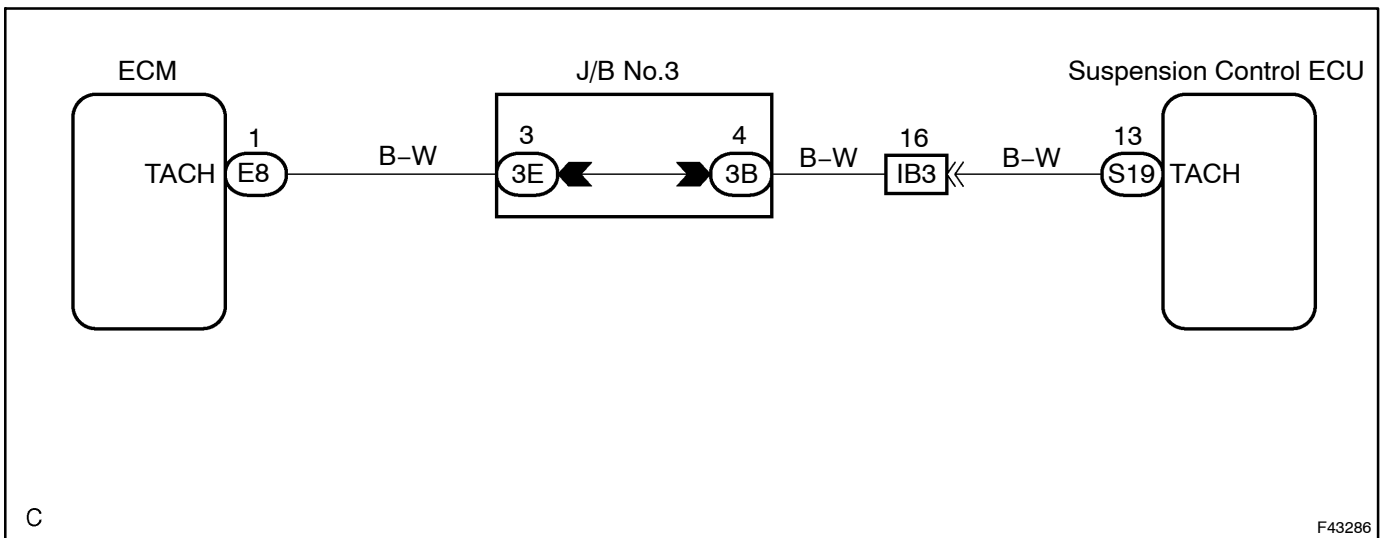 ECM
J/B No.3
Suspension Control ECU
1
3
4
16
13
B−W
B−W
B−W
TACH
E8
3E
3B
IB3
S19
TACH
C
F43286